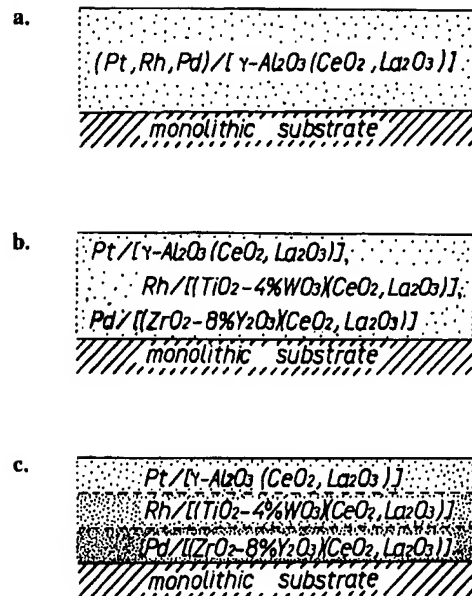 a.
(Pt,Rh,Pd)/[γ-Al2O3(CeO2,La2O3)]
monolithic substrate
b.
Pt/[γ-Al2O3(CeO2,La2O3)],
Rh/[(TiO2-4%WO3)(CeO2,La2O3)],
Pd/[(ZrO2-8%Y2O3)(CeO2,La2O3)]
monolithic substrate
c.
Pt/[γ-Al2O3(CeO2,La2O3)]
Rh/[(TiO2-4%WO3)(CeO2,La2O3)]
Pd/[(ZrO2-8%Y2O3)(CeO2,La2O3)]
monolithic substrate